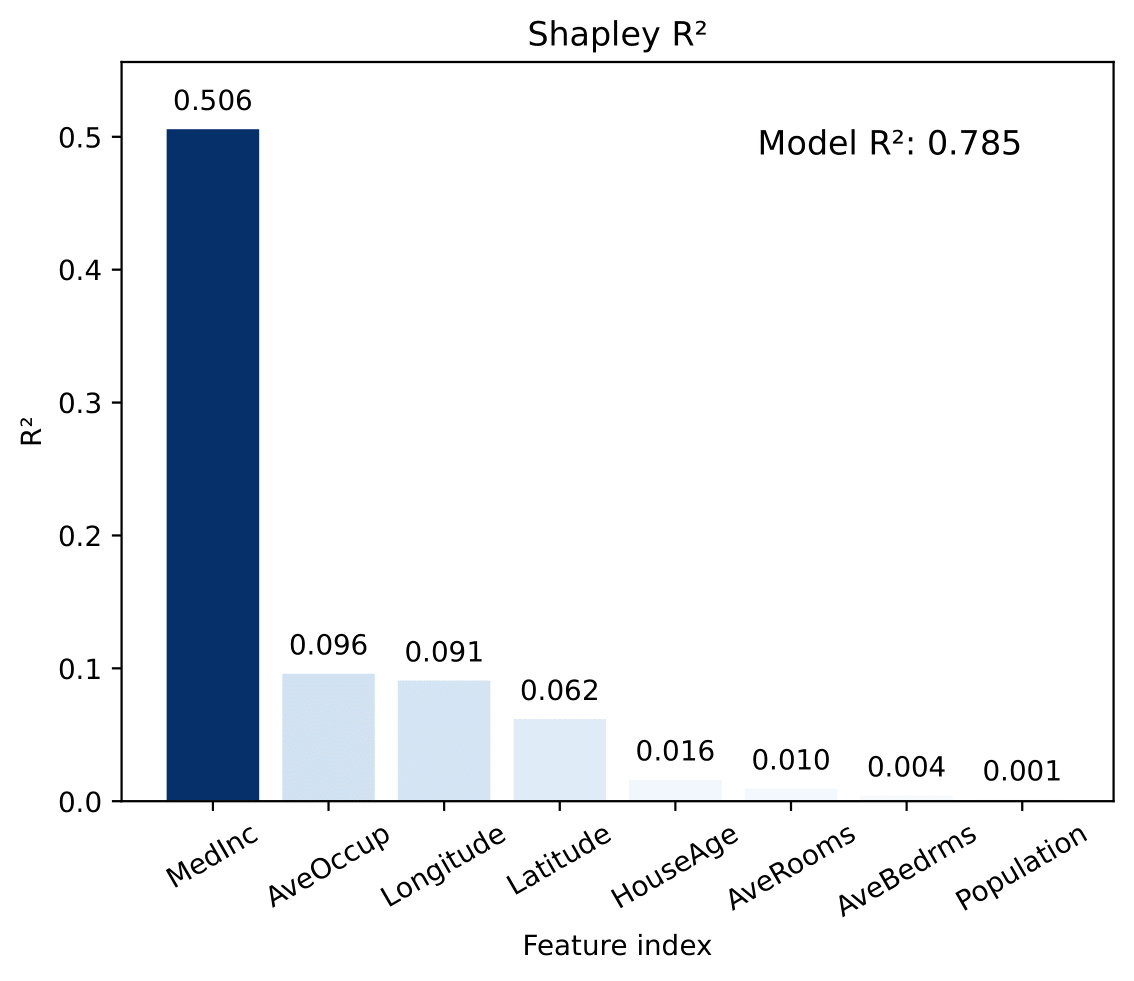 Shapley R²
Model R²: 0.785
R²
0.5
0.4
0.3
0.2
0.1
0.0
0.506
0.096
0.091
0.062
0.016
0.010
0.004
0.001
MedInc
AveOccup
Longitude
Latitude
HouseAge
AveRooms
AveBedrms
Population
Feature index